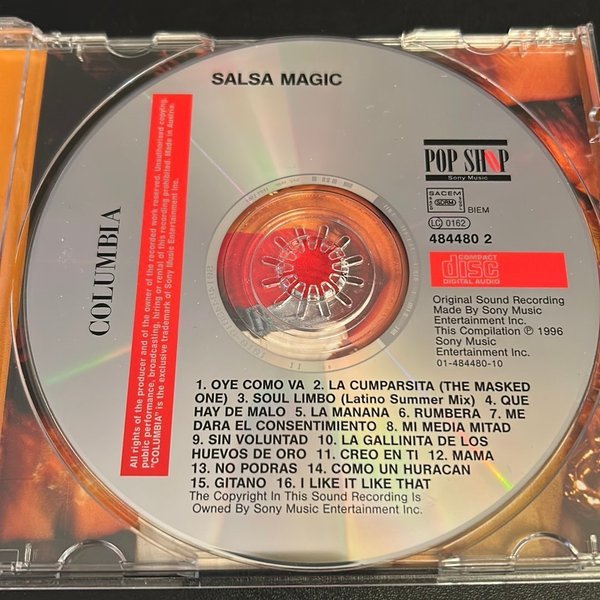 SALSA MAGIC
All rights of the producer and of the owner of the recorded work reserved. Unauthorised copying,
public performance, broadcasting, hiring or rental of this recording prohibited. Made in Austria.
"COLUMBIA" is the exclusive trademark of Sony Music Entertainment Inc.
COLUMBIA
POP SHOP
Sony Music
SACEM
SDRM
BIEM
LC 0162
484480 2
COMPACT
disc
DIGITAL AUDIO
Original Sound Recording
Made By Sony Music
Entertainment Inc.
This Compilation ℗ 1996
Sony Music
Entertainment Inc.
01-484480-10
1. OYE COMO VA 2. LA CUMPARSITA (THE MASKED
ONE) 3. SOUL LIMBO (Latino Summer Mix) 4. QUE
HAY DE MALO 5. LA MANANA 6. RUMBERA 7. ME
DARA EL CONSENTIMIENTO 8. MI MEDIA MITAD
9. SIN VOLUNTAD 10. LA GALLINITA DE LOS
HUEVOS DE ORO 11. CREO EN TI 12. MAMA
13. NO PODRAS 14. COMO UN HURACAN
15. GITANO 16. I LIKE IT LIKE THAT
The Copyright In This Sound Recording Is
Owned By Sony Music Entertainment Inc.